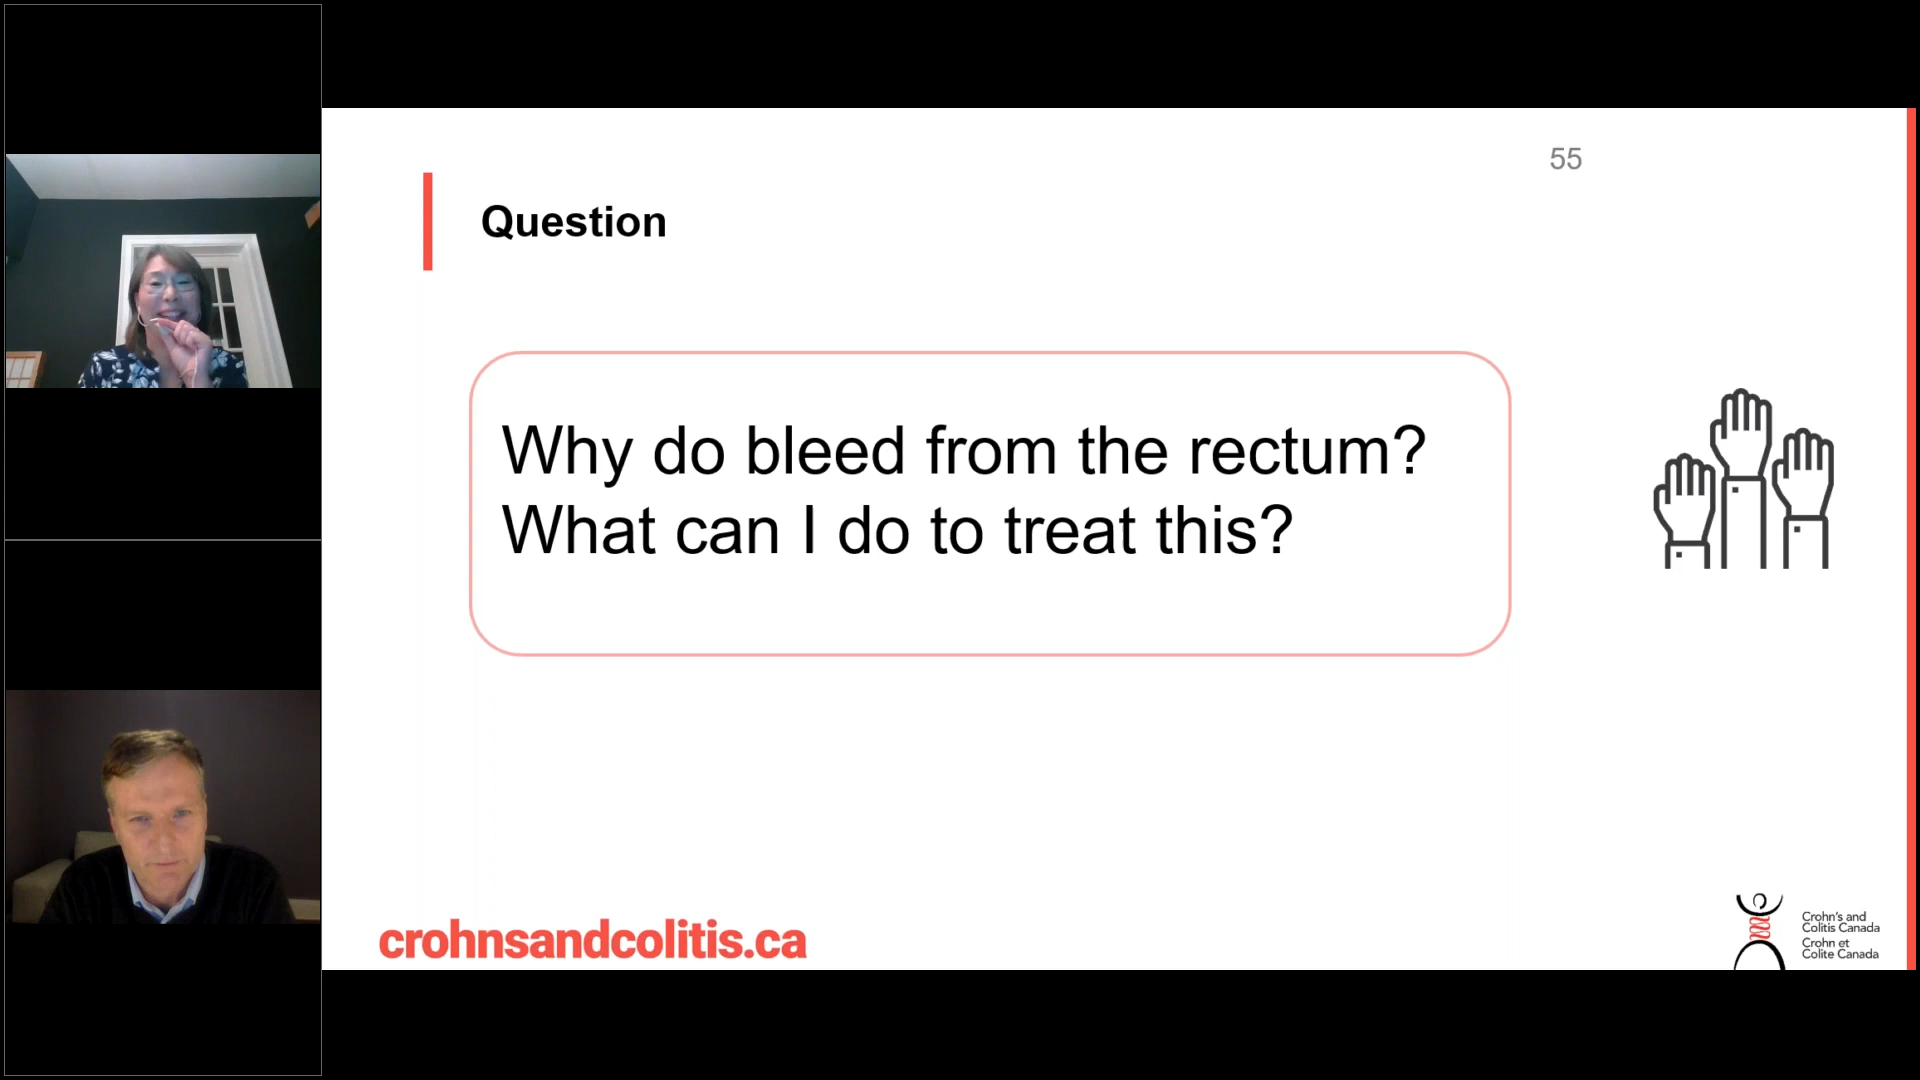 55
Question
Why do bleed from the rectum?
What can I do to treat this?
crohnsandcolitis.ca
Crohn's and
Colitis Canada
Crohn et
Colite Canada